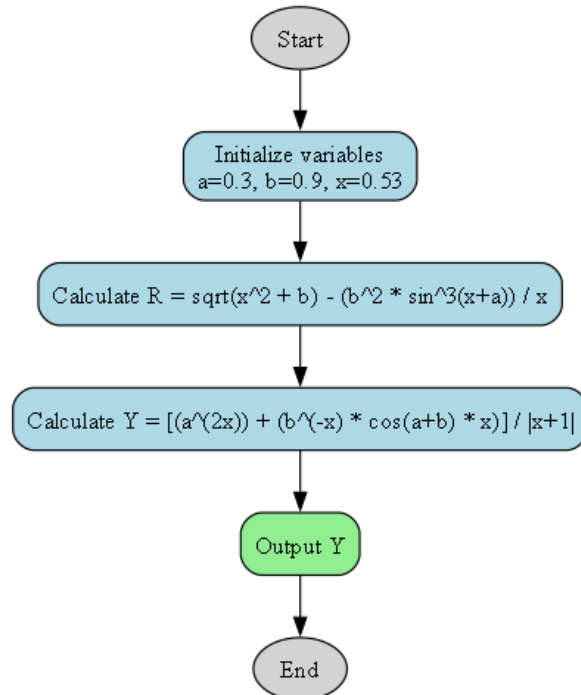 Start
Initialize variables
a=0.3, b=0.9, x=0.53
Calculate R = sqrt(x^2 + b) - (b^2 * sin^3(x+a)) / x
Calculate Y = [(a^(2x)) + (b^(-x) * cos(a+b) * x)] / |x+1|
Output Y
End